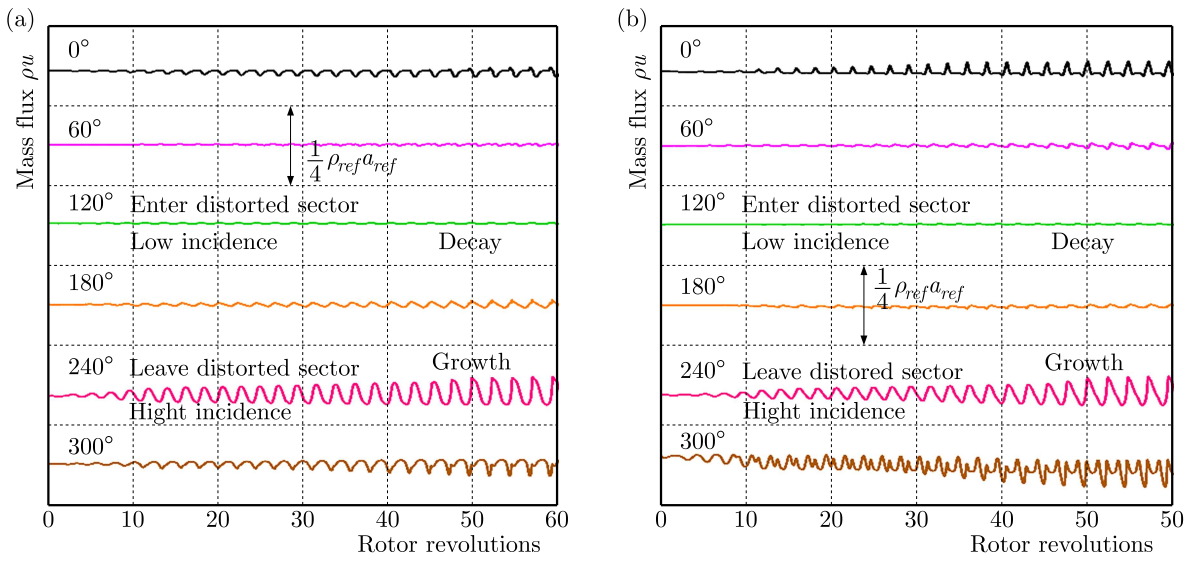 (a)
Mass flux ρu
0°
60°
1/4 ρ_ref a_ref
120° Enter distorted sector
Low incidence Decay
180°
240° Leave distorted sector Growth
Hight incidence
300°
0 10 20 30 40 50 60
Rotor revolutions
(b)
Mass flux ρu
0°
60°
120° Enter distorted sector
Low incidence Decay
180° 1/4 ρ_ref a_ref
240° Leave distored sector Growth
Hight incidence
300°
0 10 20 30 40 50 50
Rotor revolutions